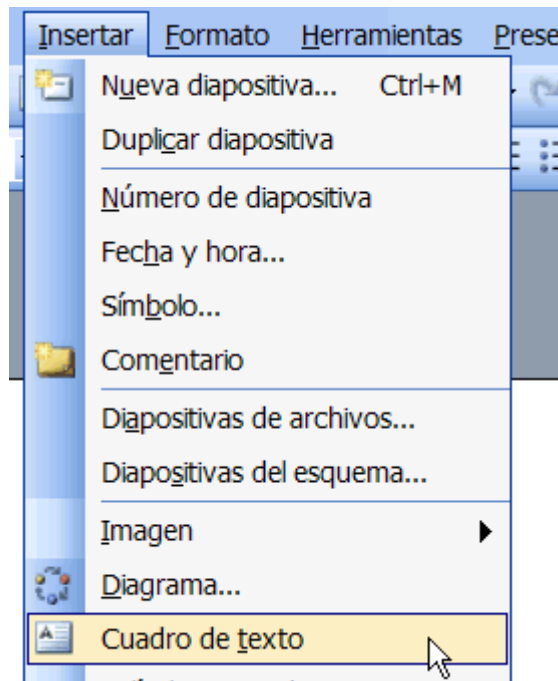 Insertar Formato Herramientas Prese
Nueva diapositiva... Ctrl+M
Duplicar diapositiva
Número de diapositiva
Fecha y hora...
Símbolo...
Comentario
Diapositivas de archivos...
Diapositivas del esquema...
Imagen
Diagrama...
Cuadro de texto